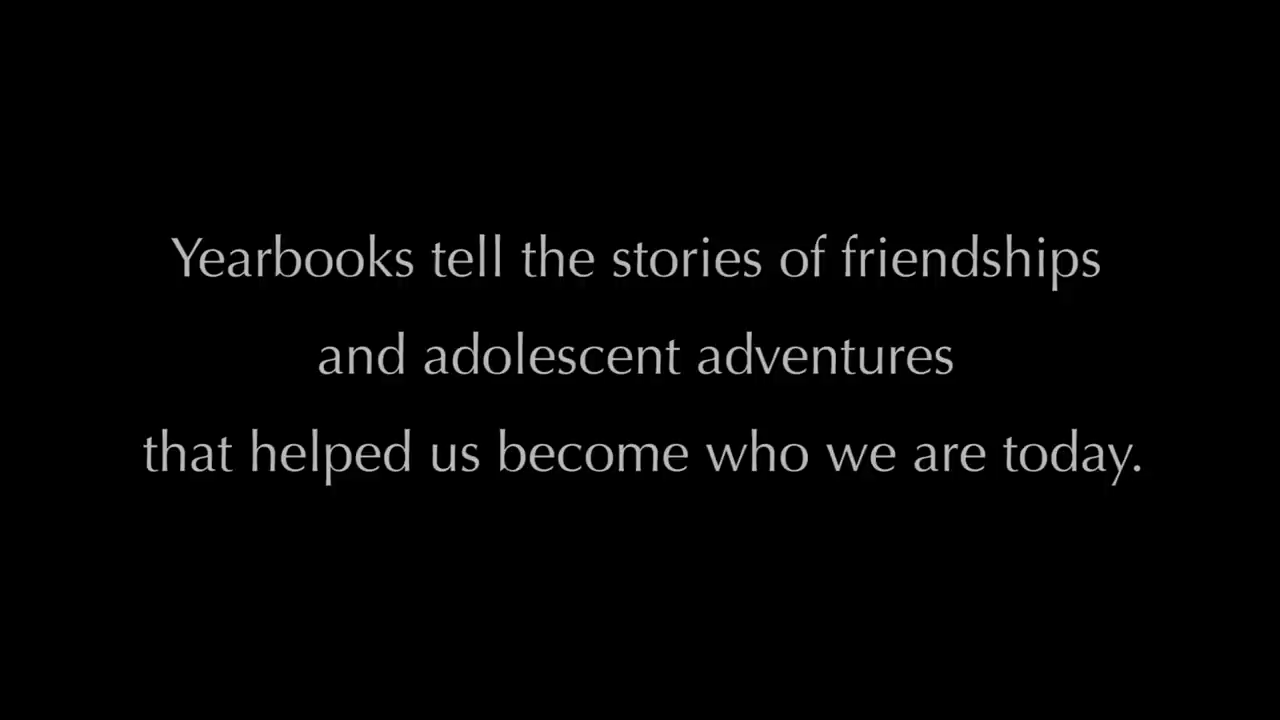 Yearbooks tell the stories of friendships
and adolescent adventures
that helped us become who we are today.